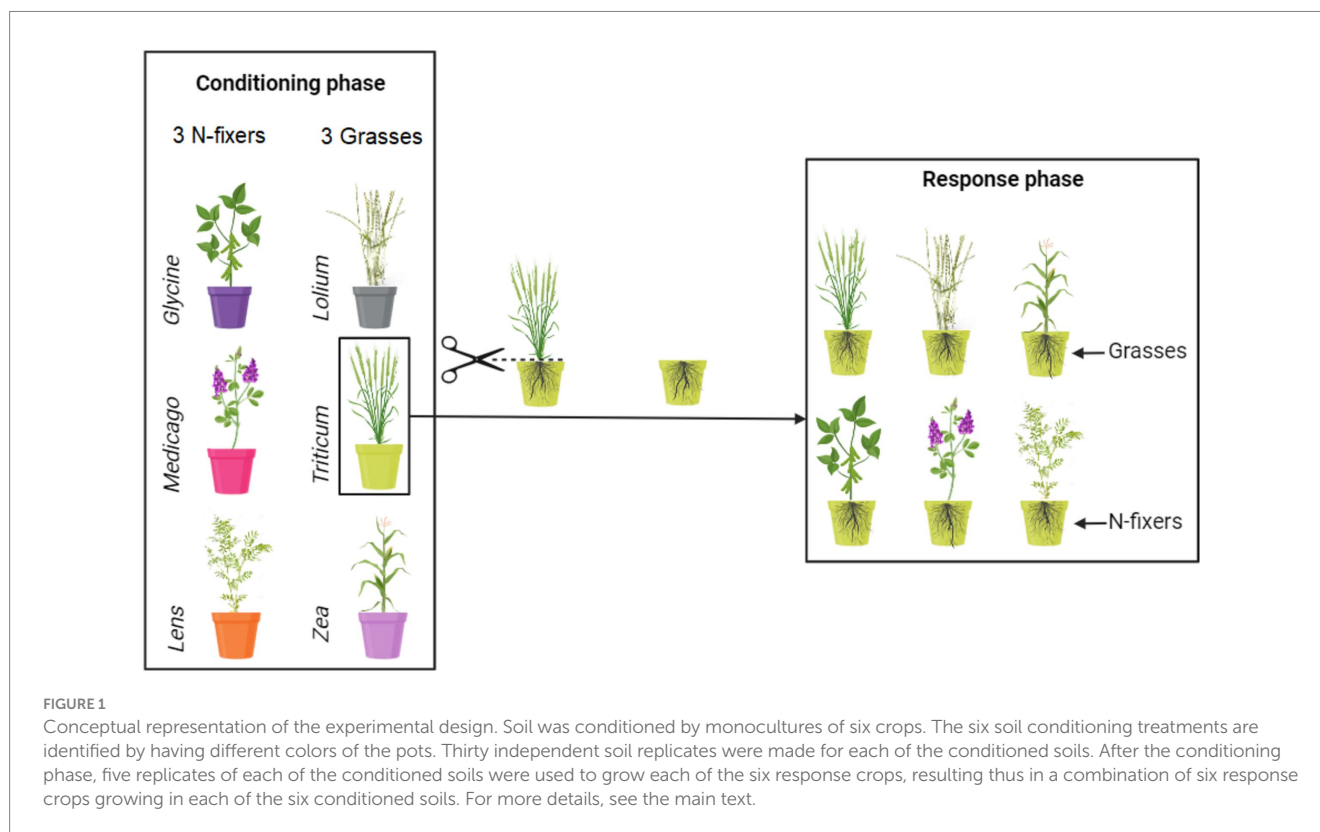 Conditioning phase
3 N-fixers
3 Grasses
Glycine
Lolium
Medicago
Triticum
Lens
Zea
Response phase
Grasses
N-fixers
FIGURE 1
Conceptual representation of the experimental design. Soil was conditioned by monocultures of six crops. The six soil conditioning treatments are
identified by having different colors of the pots. Thirty independent soil replicates were made for each of the conditioned soils. After the conditioning
phase, five replicates of each of the conditioned soils were used to grow each of the six response crops, resulting thus in a combination of six response
crops growing in each of the six conditioned soils. For more details, see the main text.